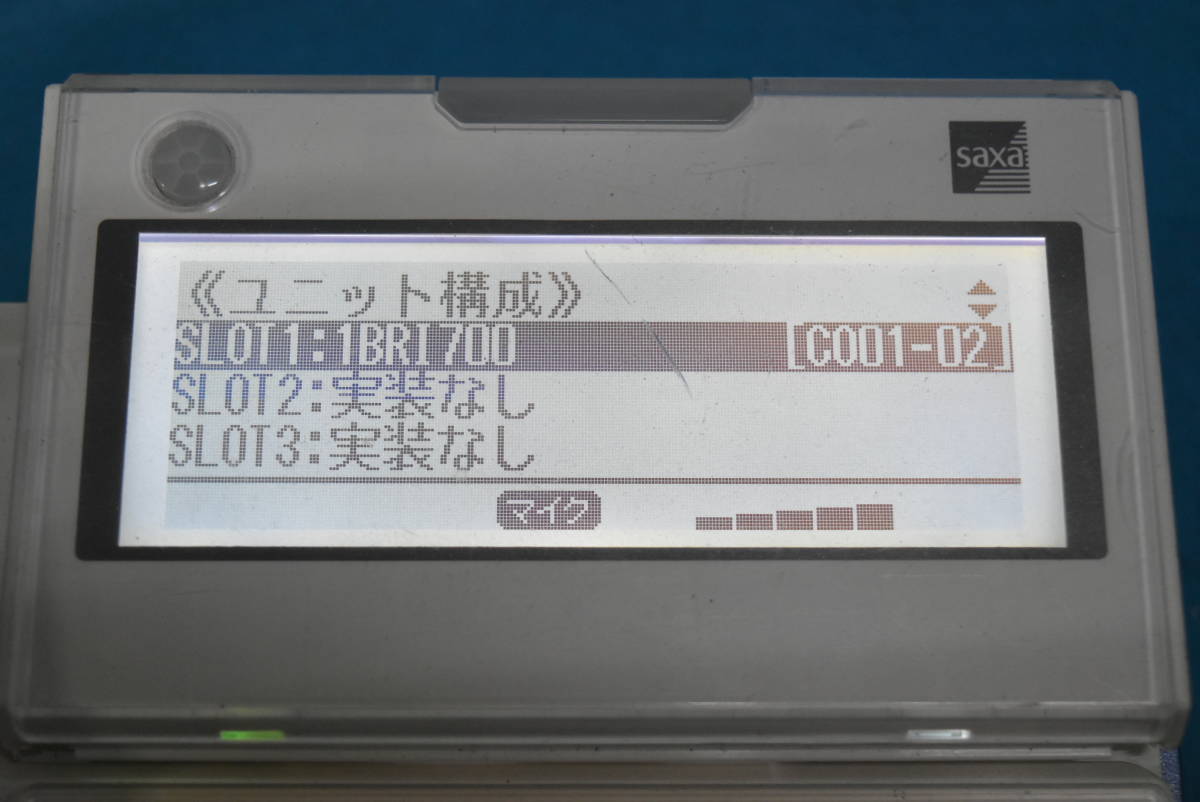 saxa
《ユニット構成》
SLOT1:1BRI700 [C001-02]
SLOT2:実装なし
SLOT3:実装なし
マイク